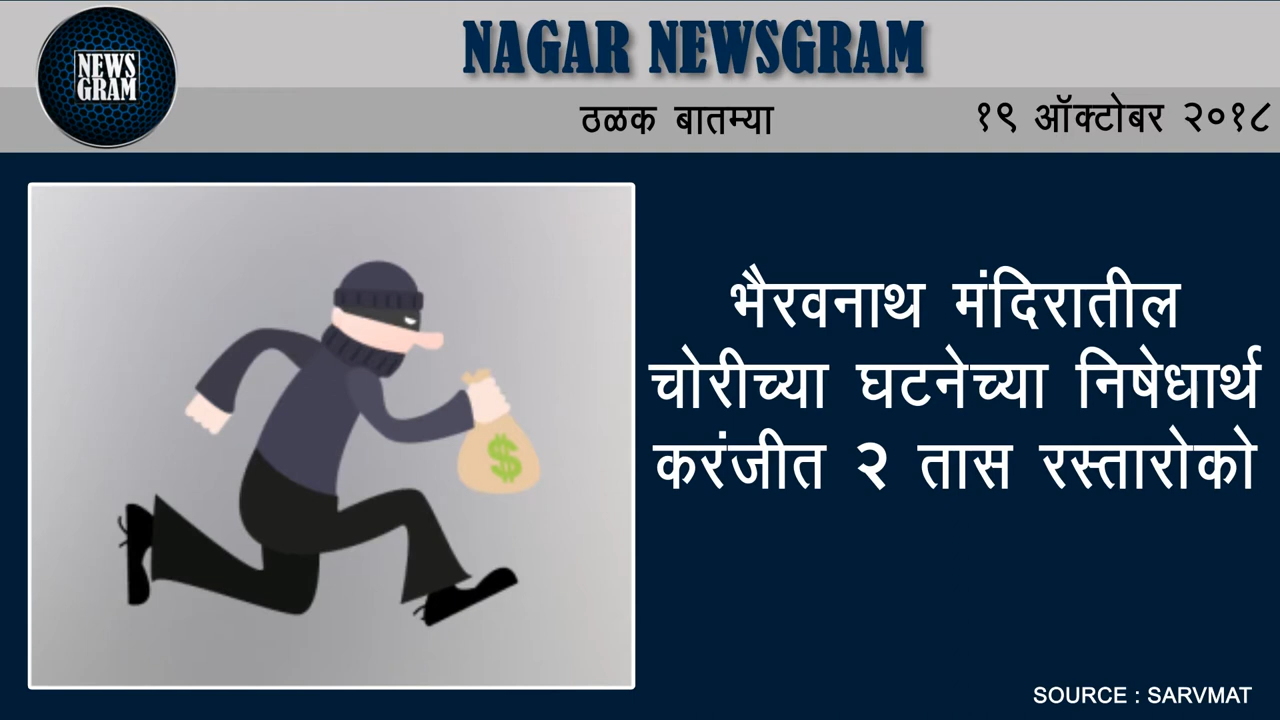 NEWS
GRAM
NAGAR NEWSGRAM
ठळक बातम्या
१९ ऑक्टोबर २०१८
भैरवनाथ मंदिरातील
चोरीच्या घटनेच्या निषेधार्थ
करंजीत २ तास रस्तारोको
$
SOURCE : SARVMAT